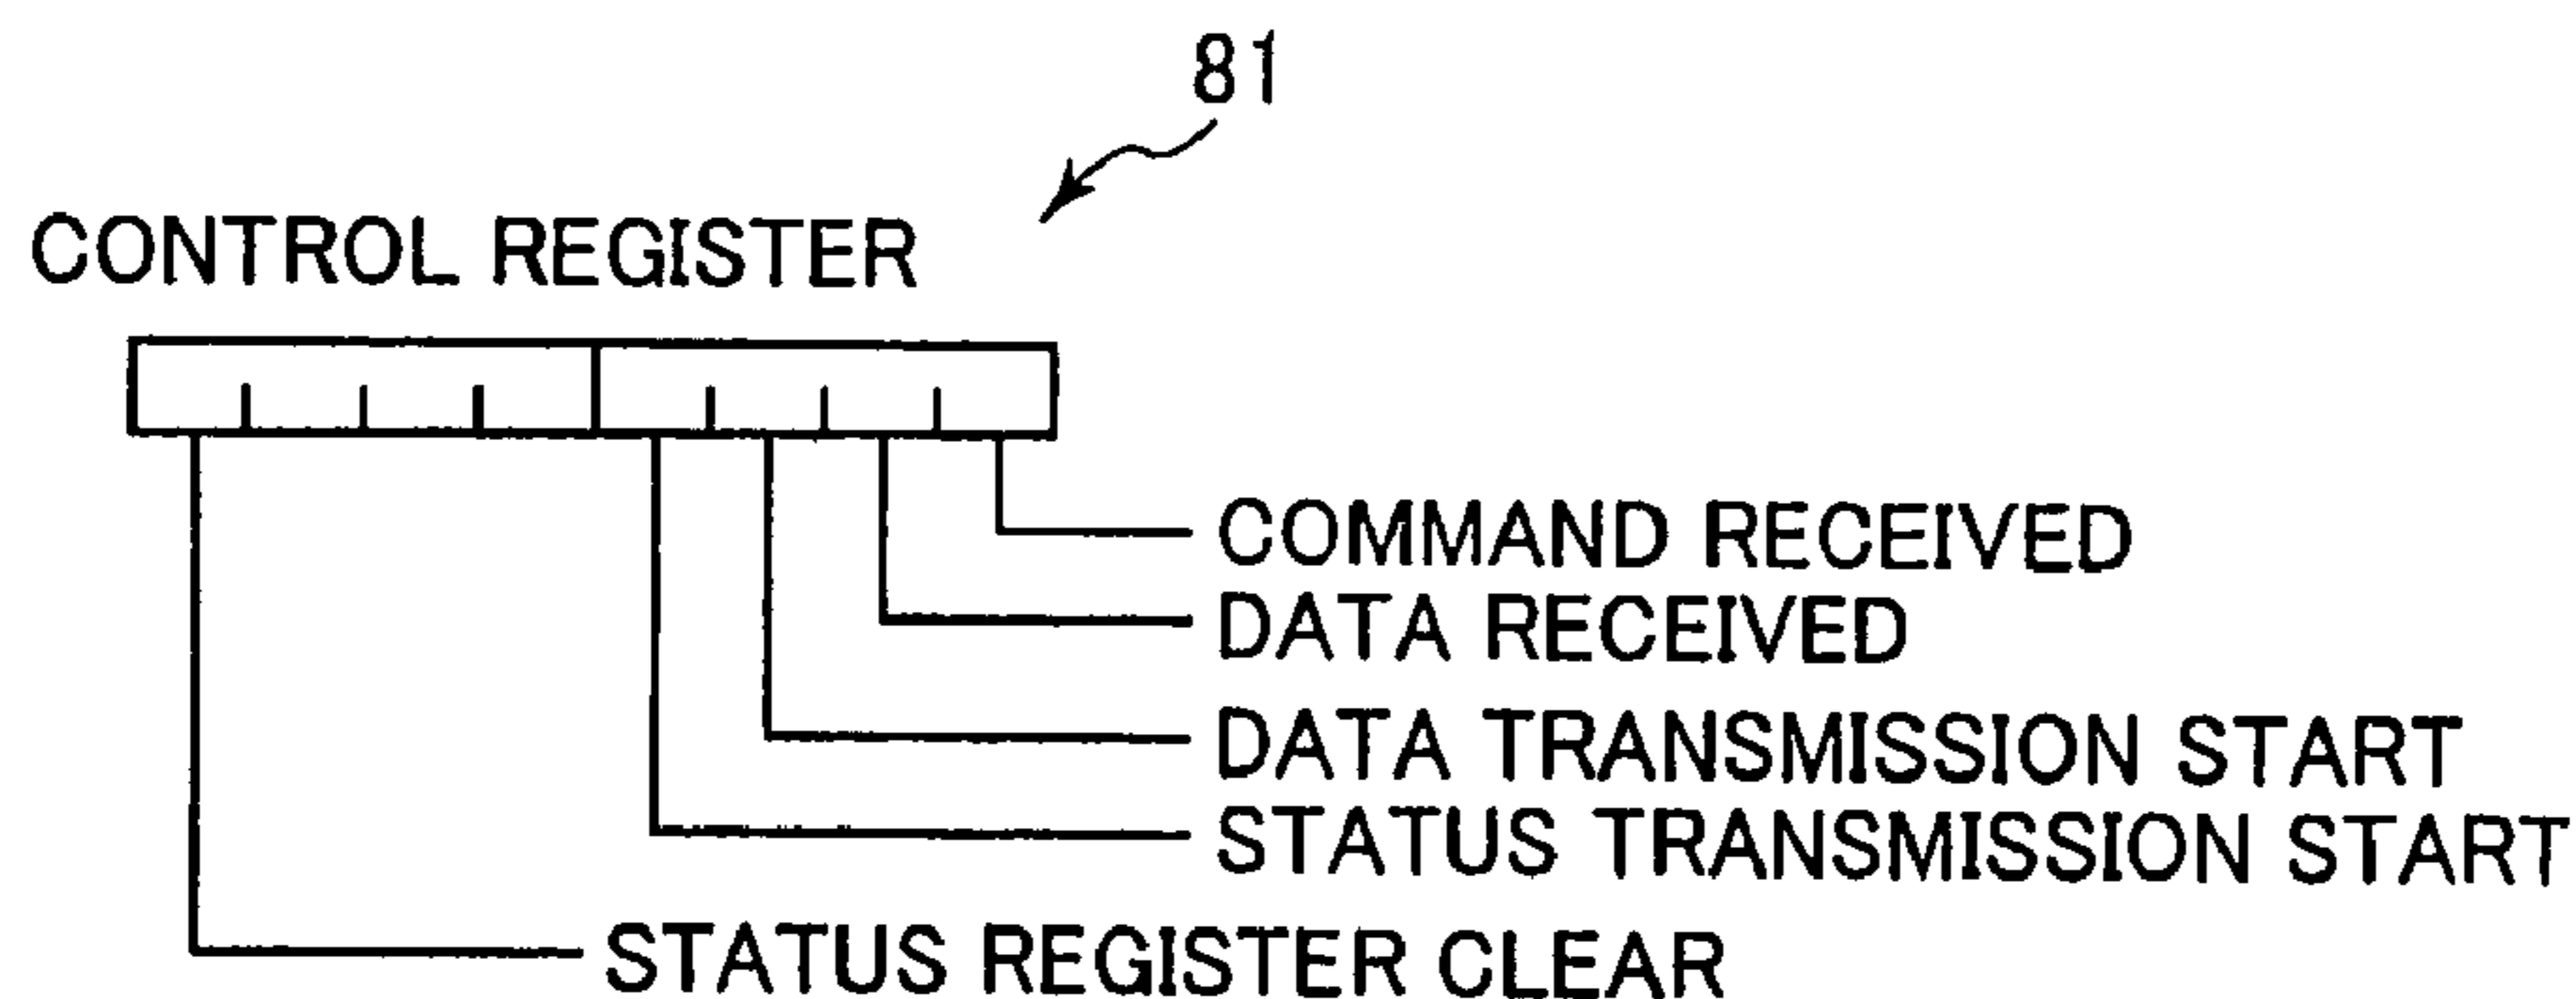 81
CONTROL REGISTER
COMMAND RECEIVED
DATA RECEIVED
DATA TRANSMISSION START
STATUS TRANSMISSION START
STATUS REGISTER CLEAR